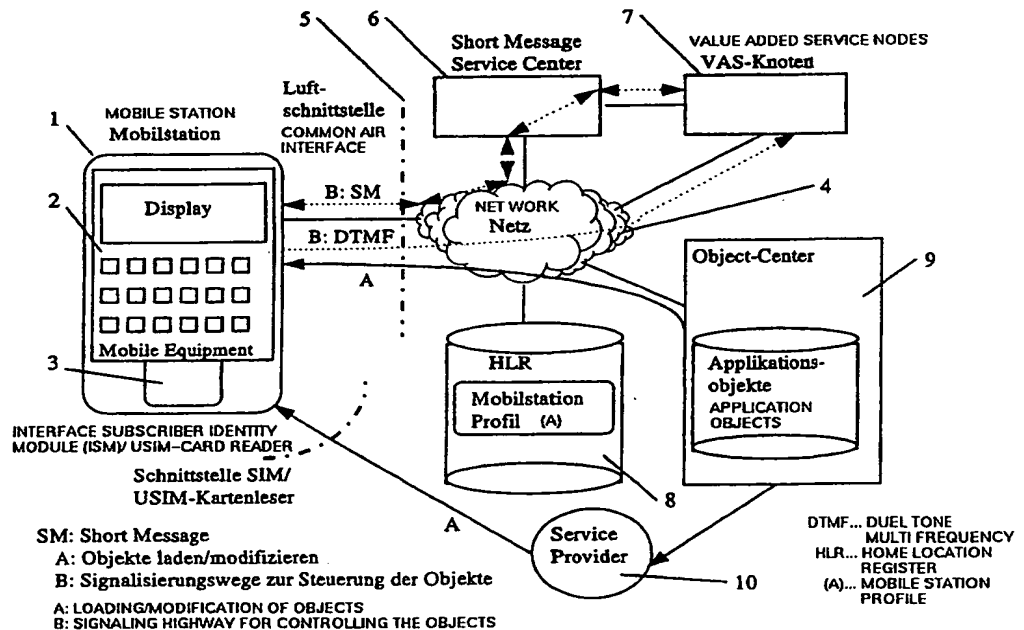 5
6
7
Short Message
Service Center
VALUE ADDED SERVICE NODES
VAS-Knoten
1
MOBILE STATION
Mobilstation
Luft-
schnittstelle
COMMON AIR
INTERFACE
2
Display
B: SM
B: DTMF
A
NET WORK
Netz
4
Object-Center
9
Mobile Equipment
3
HLR
Mobilstation
Profil (A)
Applikations-
objekte
APPLICATION
OBJECTS
INTERFACE SUBSCRIBER IDENTITY
MODULE (ISM)/ USIM-CARD READER
Schnittstelle SIM/
USIM-Kartenleser
8
A
Service
Provider
10
SM: Short Message
A: Objekte laden/modifizieren
B: Signalisierungswege zur Steuerung der Objekte
A: LOADING/MODIFICATION OF OBJECTS
B: SIGNALING HIGHWAY FOR CONTROLLING THE OBJECTS
DTMF... DUEL TONE
MULTI FREQUENCY
HLR... HOME LOCATION
REGISTER
(A)... MOBILE STATION
PROFILE